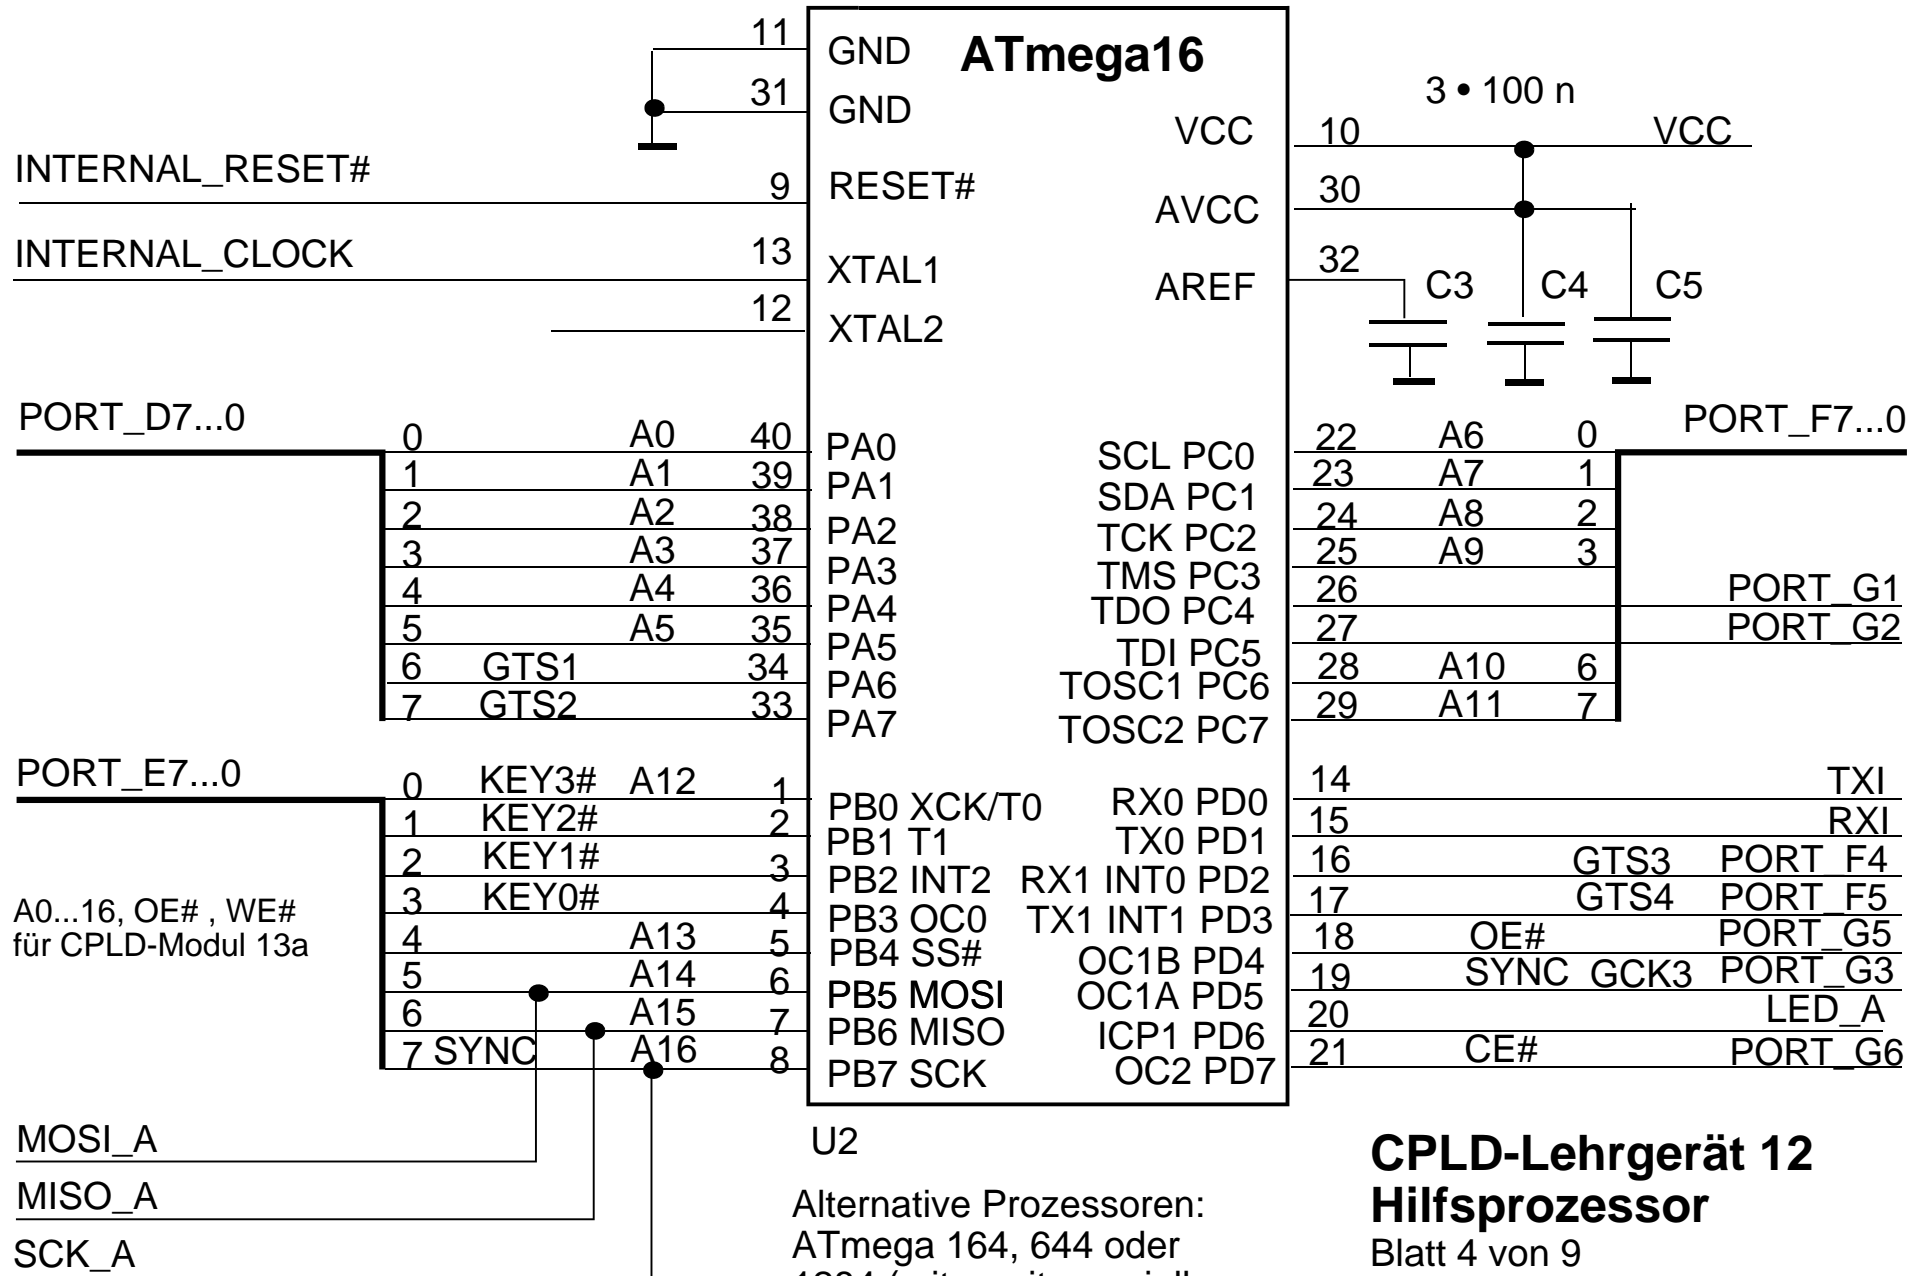 11 GND ATmega16
31 GND
3 • 100 n
VCC 10 VCC
INTERNAL_RESET# 9 RESET#
AVCC 30
INTERNAL_CLOCK 13 XTAL1
AREF 32 C3 C4 C5
12 XTAL2
PORT_D7...0
PORT_F7...0
0 A0 40 PA0 SCL PC0 22 A6 0
1 A1 39 PA1 SDA PC1 23 A7 1
2 A2 38 PA2 TCK PC2 24 A8 2
3 A3 37 PA3 TMS PC3 25 A9 3
4 A4 36 PA4 TDO PC4 26 PORT_G1
5 A5 35 PA5 TDI PC5 27 PORT_G2
6 GTS1 34 PA6 TOSC1 PC6 28 A10 6
7 GTS2 33 PA7 TOSC2 PC7 29 A11 7
PORT_E7...0
0 KEY3# A12 1 PB0 XCK/T0 RX0 PD0 14 TXI
1 KEY2# 2 PB1 T1 TX0 PD1 15 RXI
2 KEY1# 3 PB2 INT2 RX1 INT0 PD2 16 GTS3 PORT_F4
3 KEY0# 4 PB3 OC0 TX1 INT1 PD3 17 GTS4 PORT_F5
4 A13 5 PB4 SS# OC1B PD4 18 OE# PORT_G5
5 A14 6 PB5 MOSI OC1A PD5 19 SYNC GCK3 PORT_G3
6 A15 7 PB6 MISO ICP1 PD6 20 LED_A
7 SYNC A16 8 PB7 SCK OC2 PD7 21 CE# PORT_G6
A0...16, OE# , WE#
für CPLD-Modul 13a
MOSI_A
MISO_A
SCK_A
U2
Alternative Prozessoren:
ATmega 164, 644 oder
CPLD-Lehrgerät 12
Hilfsprozessor
Blatt 4 von 9